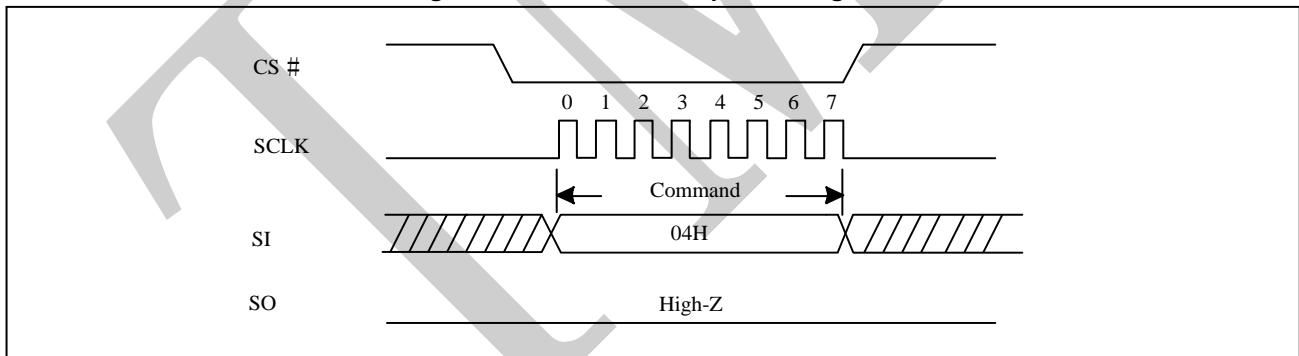 CS #
0 1 2 3 4 5 6 7
SCLK
Command
SI
04H
SO
High-Z